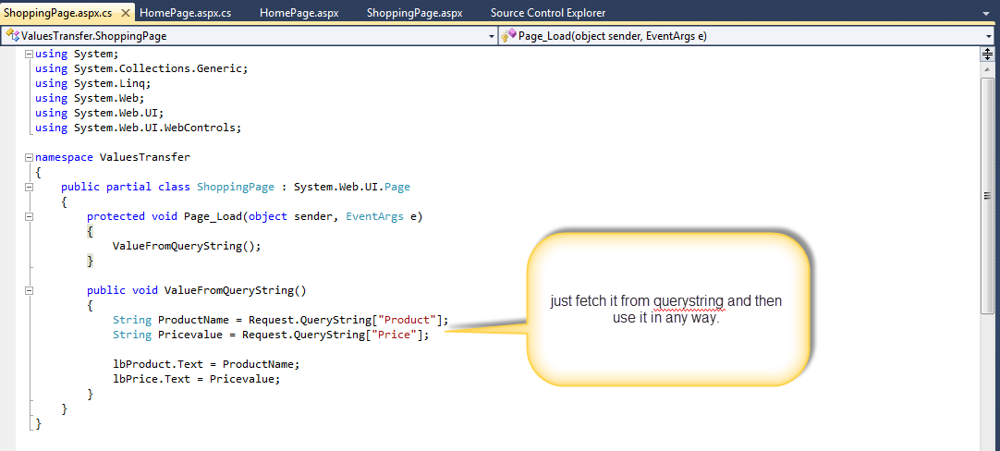 ShoppingPage.aspx.cs HomePage.aspx.cs HomePage.aspx ShoppingPage.aspx Source Control Explorer
ValuesTransfer.ShoppingPage Page_Load(object sender, EventArgs e)
using System;
using System.Collections.Generic;
using System.Linq;
using System.Web;
using System.Web.UI;
using System.Web.UI.WebControls;
namespace ValuesTransfer
{
public partial class ShoppingPage : System.Web.UI.Page
{
protected void Page_Load(object sender, EventArgs e)
{
ValueFromQueryString();
}
public void ValueFromQueryString()
{
String ProductName = Request.QueryString["Product"];
String Pricevalue = Request.QueryString["Price"];
lbProduct.Text = ProductName;
lbPrice.Text = Pricevalue;
}
}
}
just fetch it from querystring and then
use it in any way.